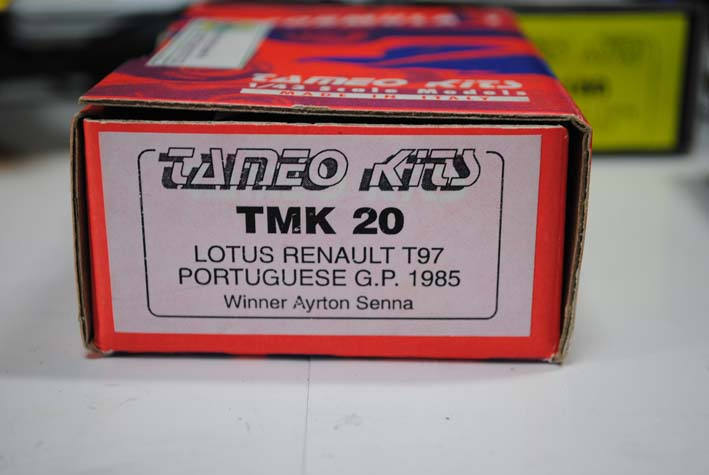 TAMEO KITS
1/43 Scale Models
MADE IN ITALY
TAMEO KITS
TMK 20
LOTUS RENAULT T97
PORTUGUESE G.P. 1985
Winner Ayrton Senna